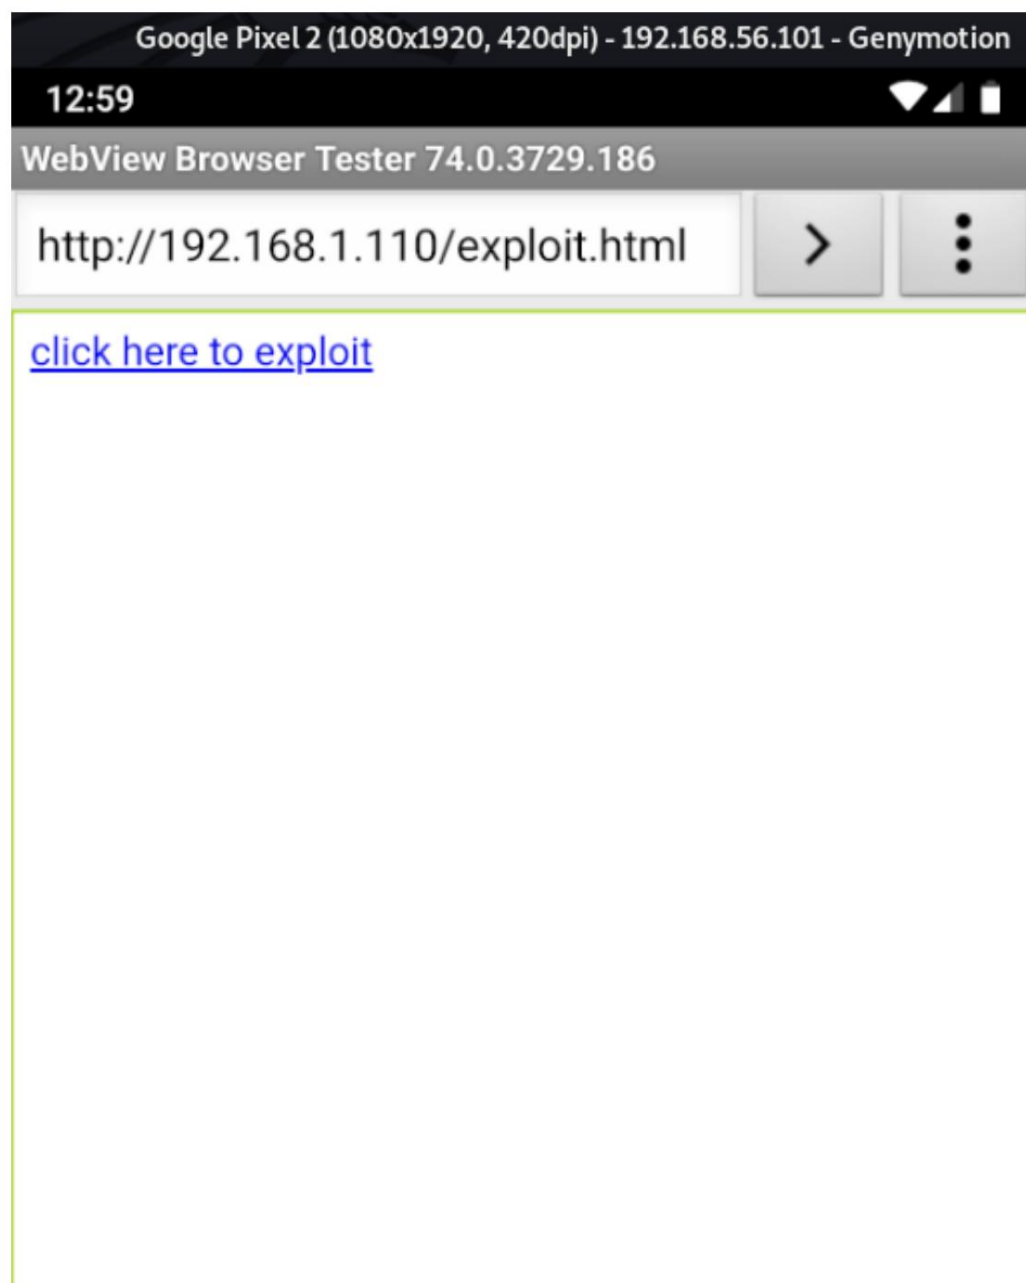 Google Pixel 2 (1080x1920, 420dpi) - 192.168.56.101 - Genymotion
12:59
WebView Browser Tester 74.0.3729.186
http://192.168.1.110/exploit.html
click here to exploit